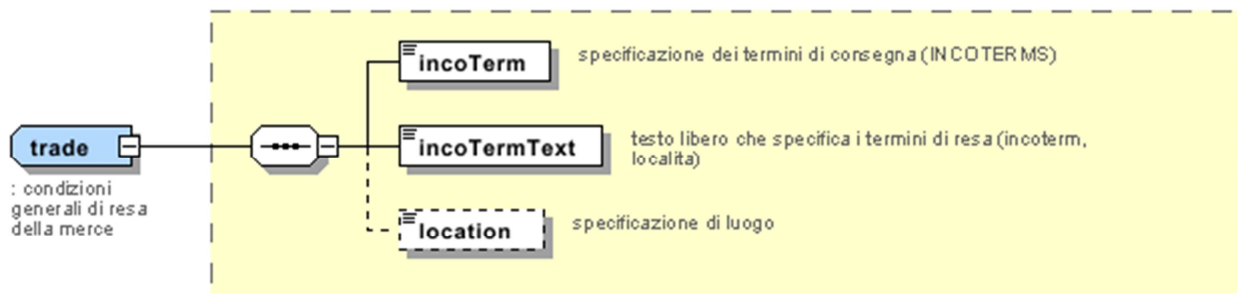 incoTerm
specificazione dei termini di consegna (INCOTERMS)
trade
: condizioni
generali di resa
della merce
incoTermText
testo libero che specifica i termini di resa (incoterm,
localita)
location
specificazione di luogo